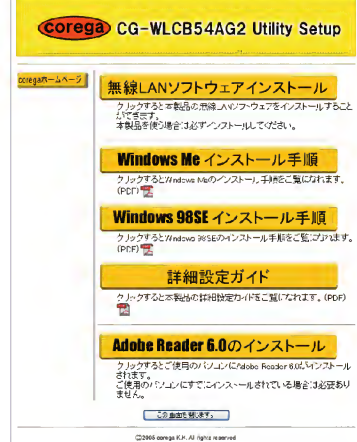 corega CG-WLCB54AG2 Utility Setup
coregaホームページ
無線LANソフトウェアインストール
クリックすると本製品の無線LANソフトウェアをインストールすること
ができます。
本製品を使う場合は必ずインストールしてください。
Windows Me インストール手順
クリックするとWindows Meのインストール手順をご覧になれます。
(PDF)
Windows 98SE インストール手順
クリックするとWindows 98SEのインストール手順をご覧になれます。
(PDF)
詳細設定ガイド
クリックすると本製品の詳細設定ガイドをご覧になれます。(PDF)
Adobe Reader 6.0のインストール
クリックするとご使用のパソコンにAdobe Reader 6.0がインストール
されます。
ご使用のパソコンにすでにインストールされている場合は必要あり
ません。
この画面を閉じます。
©2005 corega K.K. All rights reserved